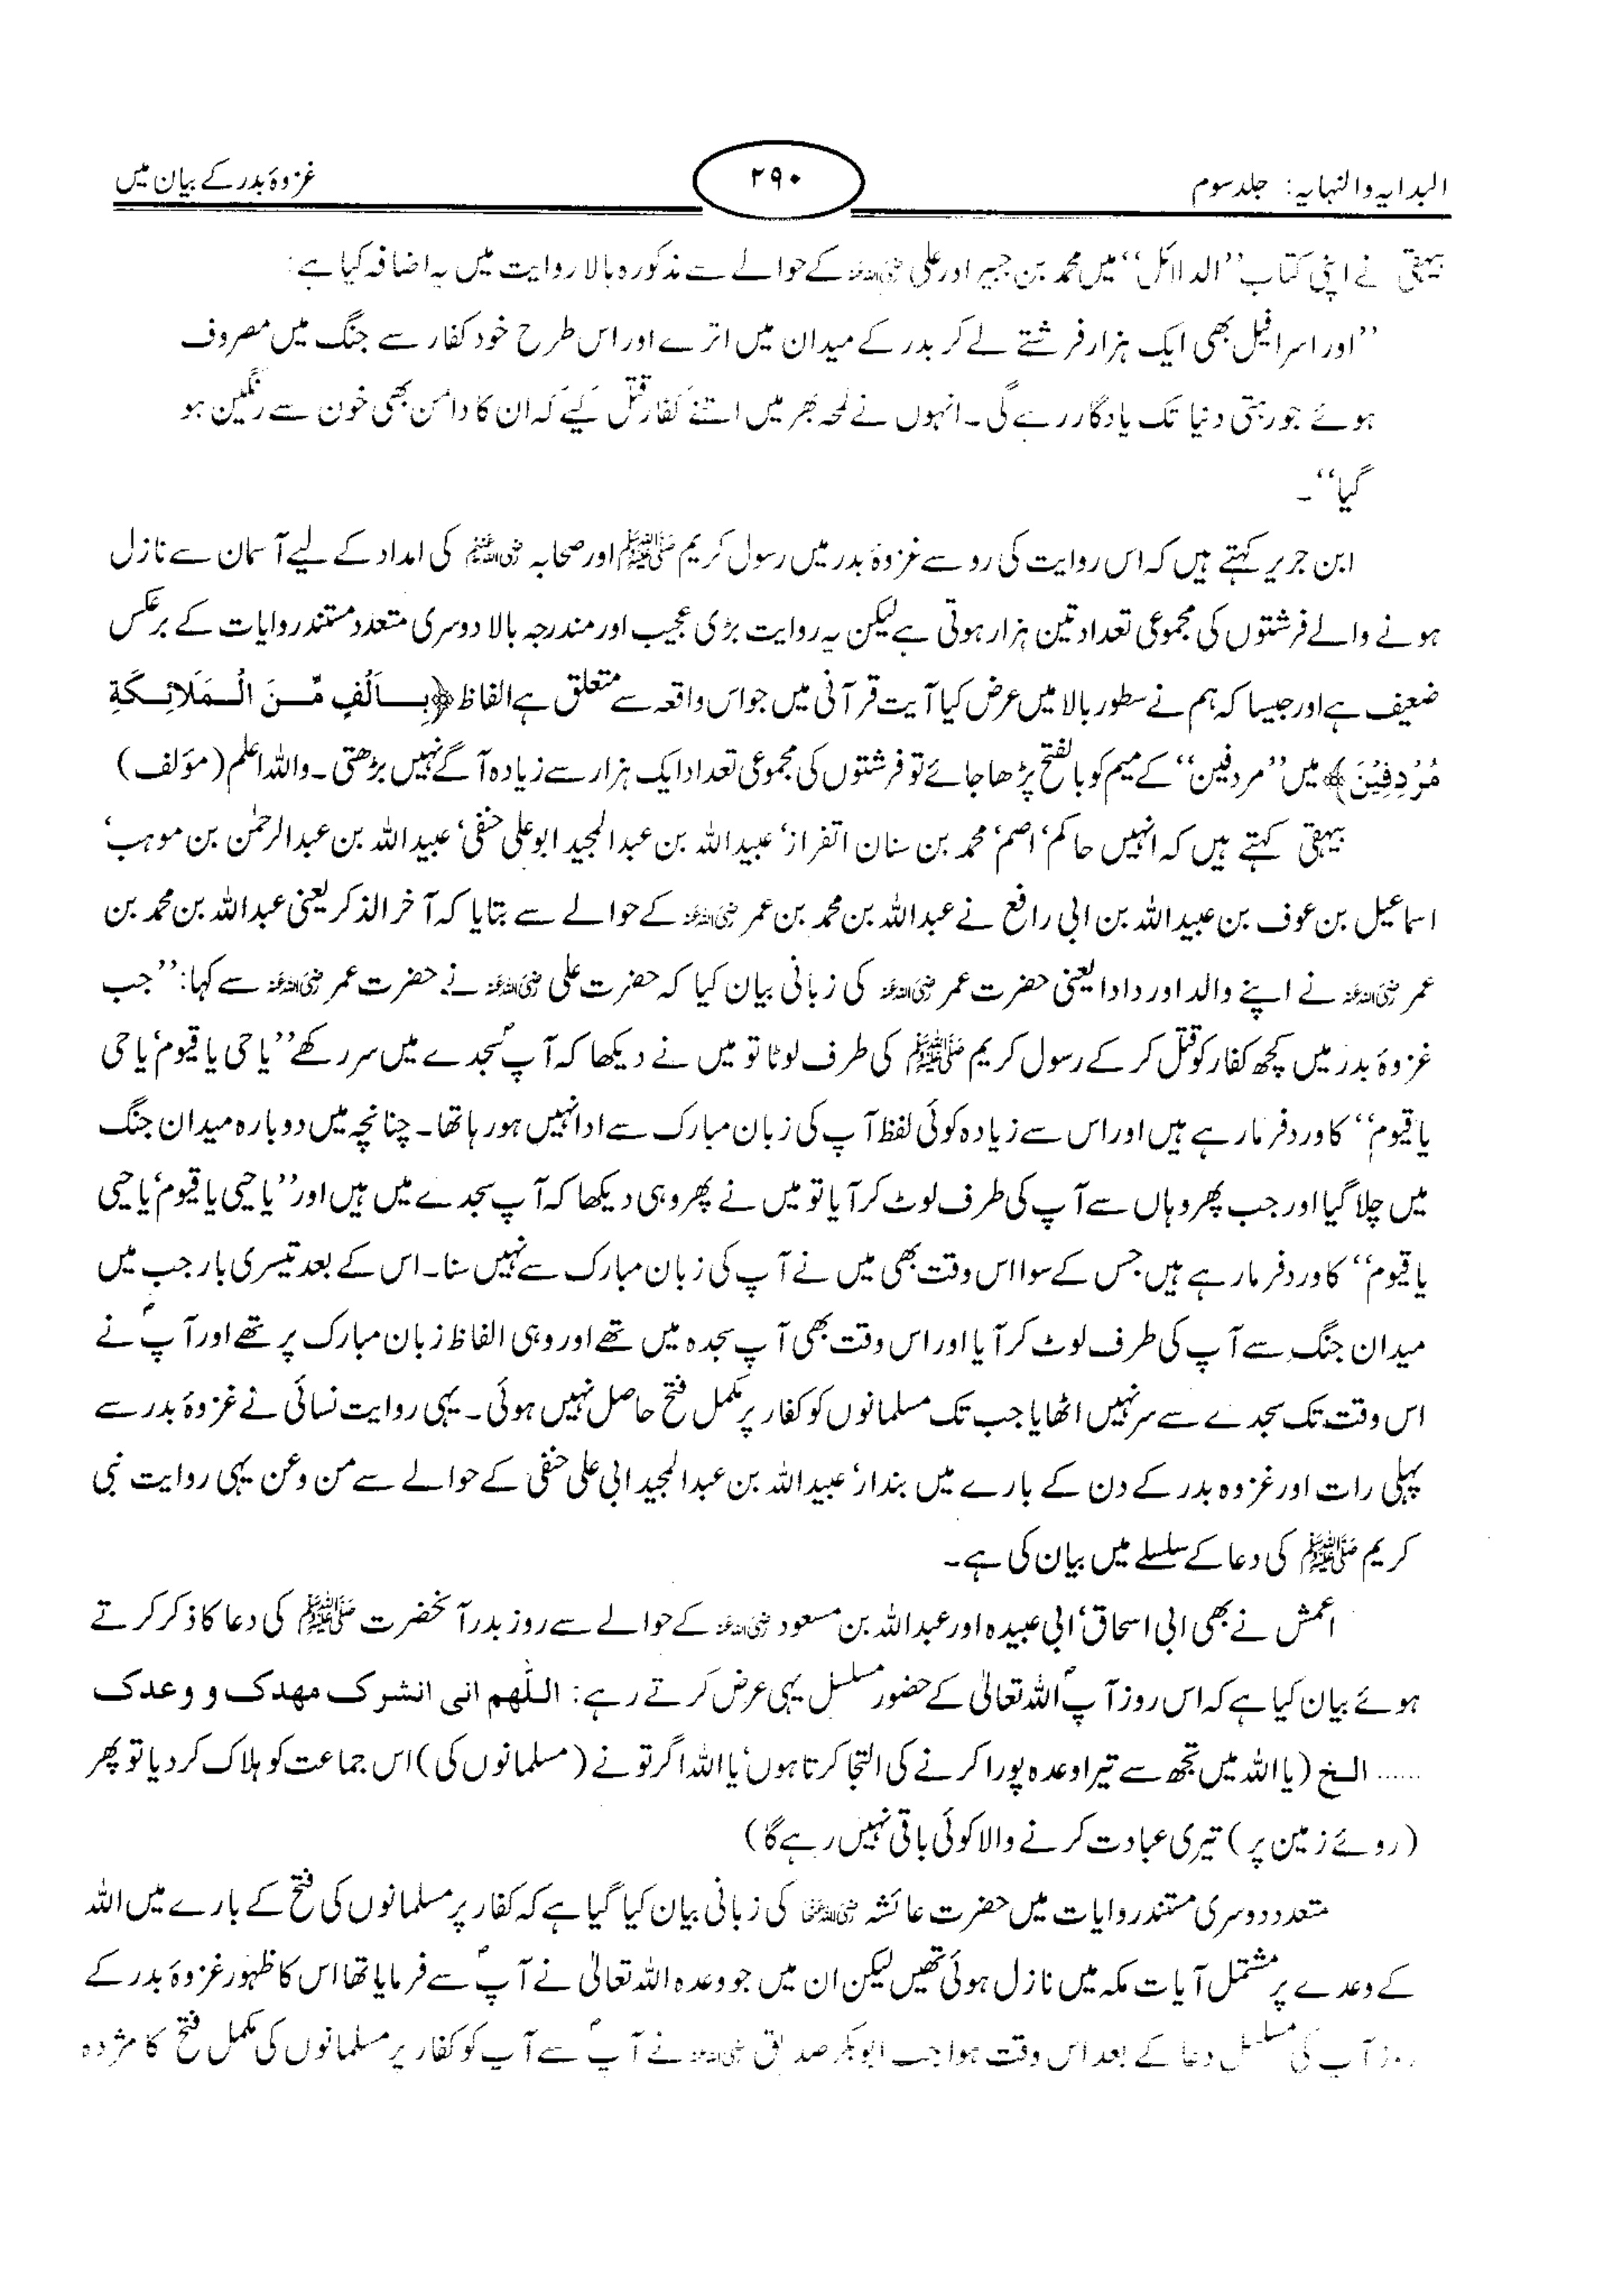 البدایہ والنہایہ: جلد سوم
۲۹۰
غزوۂ بدر کے بیان میں
بیہقی نے اپنی کتاب ’’الدلائل‘‘ میں محمد بن جبیر اور علی رضی اللہ عنہ کے حوالے سے مذکورہ بالا روایت میں یہ اضافہ کیا ہے:
’’اور اسرافیل بھی ایک ہزار فرشتے لے کر بدر کے میدان میں اترے اور اس طرح خود کفار سے جنگ میں مصروف
ہوئے جو رہتی دنیا تک یادگار رہے گی۔ انہوں نے لمحہ بھر میں اتنے کفار قتل کیے کہ ان کا دامن بھی خون سے رنگین ہو
گیا‘‘۔
ابن جریر کہتے ہیں کہ اس روایت کی رو سے غزوۂ بدر میں رسول کریم ﷺ اور صحابہ رضی اللہ عنہم کی امداد کے لیے آسمان سے نازل
ہونے والے فرشتوں کی مجموعی تعداد تین ہزار ہوتی ہے لیکن یہ روایت بڑی عجیب اور مندرجہ بالا دوسری متعدد مستند روایات کے برعکس
ضعیف ہے اور جیسا کہ ہم نے سطور بالا میں عرض کیا آیت قرآنی میں جو اس واقعہ سے متعلق ہے الفاظ ﴿بِاَلْفٍ مِّنَ الْمَلَائِكَةِ
مُرْدِفِيْنَ﴾ میں ’’مردفین‘‘ کے میم کو بالفتح پڑھا جائے تو فرشتوں کی مجموعی تعداد ایک ہزار سے زیادہ آگے نہیں بڑھتی۔ واللہ اعلم (مؤلف)
بیہقی کہتے ہیں کہ انہیں حاکم‘ اصم‘ محمد بن سنان اتفراز‘ عبید اللہ بن عبدالمجید ابوعلی حنفی‘ عبید اللہ بن عبدالرحمٰن بن موہب‘
اسماعیل بن عوف بن عبید اللہ بن ابی رافع نے عبداللہ بن محمد بن عمر رضی اللہ عنہ کے حوالے سے بتایا کہ آخر الذکر یعنی عبداللہ بن محمد بن
عمر رضی اللہ عنہ نے اپنے والد اور دادا یعنی حضرت عمر رضی اللہ عنہ کی زبانی بیان کیا کہ حضرت علی رضی اللہ عنہ نے حضرت عمر رضی اللہ عنہ سے کہا: ’’جب
غزوۂ بدر میں کچھ کفار کو قتل کر کے رسول کریم ﷺ کی طرف لوٹا تو میں نے دیکھا کہ آپؐ سجدے میں سر رکھے ’’یا حی یا قیوم‘ یا حی
یا قیوم‘‘ کا ورد فرما رہے ہیں اور اس سے زیادہ کوئی لفظ آپ کی زبان مبارک سے ادا نہیں ہو رہا تھا۔ چنانچہ میں دوبارہ میدان جنگ
میں چلا گیا اور جب پھر وہاں سے آپ کی طرف لوٹ کر آیا تو میں نے پھر وہی دیکھا کہ آپ سجدے میں ہیں اور ’’یا حیی یا قیوم‘ یا حیی
یا قیوم‘‘ کا ورد فرما رہے ہیں جس کے سوا اس وقت بھی میں نے آپ کی زبان مبارک سے نہیں سنا۔ اس کے بعد تیسری بار جب میں
میدان جنگ سے آپ کی طرف لوٹ کر آیا اور اس وقت بھی آپ سجدہ میں تھے اور وہی الفاظ زبان مبارک پر تھے اور آپؐ نے
اس وقت تک سجدے سے سر نہیں اٹھایا جب تک مسلمانوں کو کفار پر مکمل فتح حاصل نہیں ہوئی۔ یہی روایت نسائی نے غزوۂ بدر سے
پہلی رات اور غزوہ بدر کے دن کے بارے میں بندار‘ عبید اللہ بن عبدالمجید ابی علی حنفی کے حوالے سے من و عن یہی روایت نبی
کریم ﷺ کی دعا کے سلسلے میں بیان کی ہے۔
اعمش نے بھی ابی اسحاق‘ ابی عبیدہ اور عبداللہ بن مسعود رضی اللہ عنہ کے حوالے سے روز بدر آنحضرت ﷺ کی دعا کا ذکر کرتے
ہوئے بیان کیا ہے کہ اس روز آپؐ اللہ تعالیٰ کے حضور مسلسل یہی عرض کرتے رہے: اللّٰهم انی انشرک مهدک و وعدک
...... الخ (یا اللہ میں تجھ سے تیرا وعدہ پورا کرنے کی التجا کرتا ہوں‘ یا اللہ اگر تو نے (مسلمانوں کی) اس جماعت کو ہلاک کر دیا تو پھر
(روئے زمین پر) تیری عبادت کرنے والا کوئی باقی نہیں رہے گا)
متعدد دوسری مستند روایات میں حضرت عائشہ رضی اللہ عنہا کی زبانی بیان کیا گیا ہے کہ کفار پر مسلمانوں کی فتح کے بارے میں اللہ
کے وعدے پر مشتمل آیات مکہ میں نازل ہوئی تھیں لیکن ان میں جو وعدہ اللہ تعالیٰ نے آپؐ سے فرمایا تھا اس کا ظہور غزوۂ بدر کے
روز آپ کی مسلسل دعا کے بعد اس وقت ہوا جب ابوبکر صدیق رضی اللہ عنہ نے آپؐ سے آپ کو کفار پر مسلمانوں کی مکمل فتح کا مژدہ